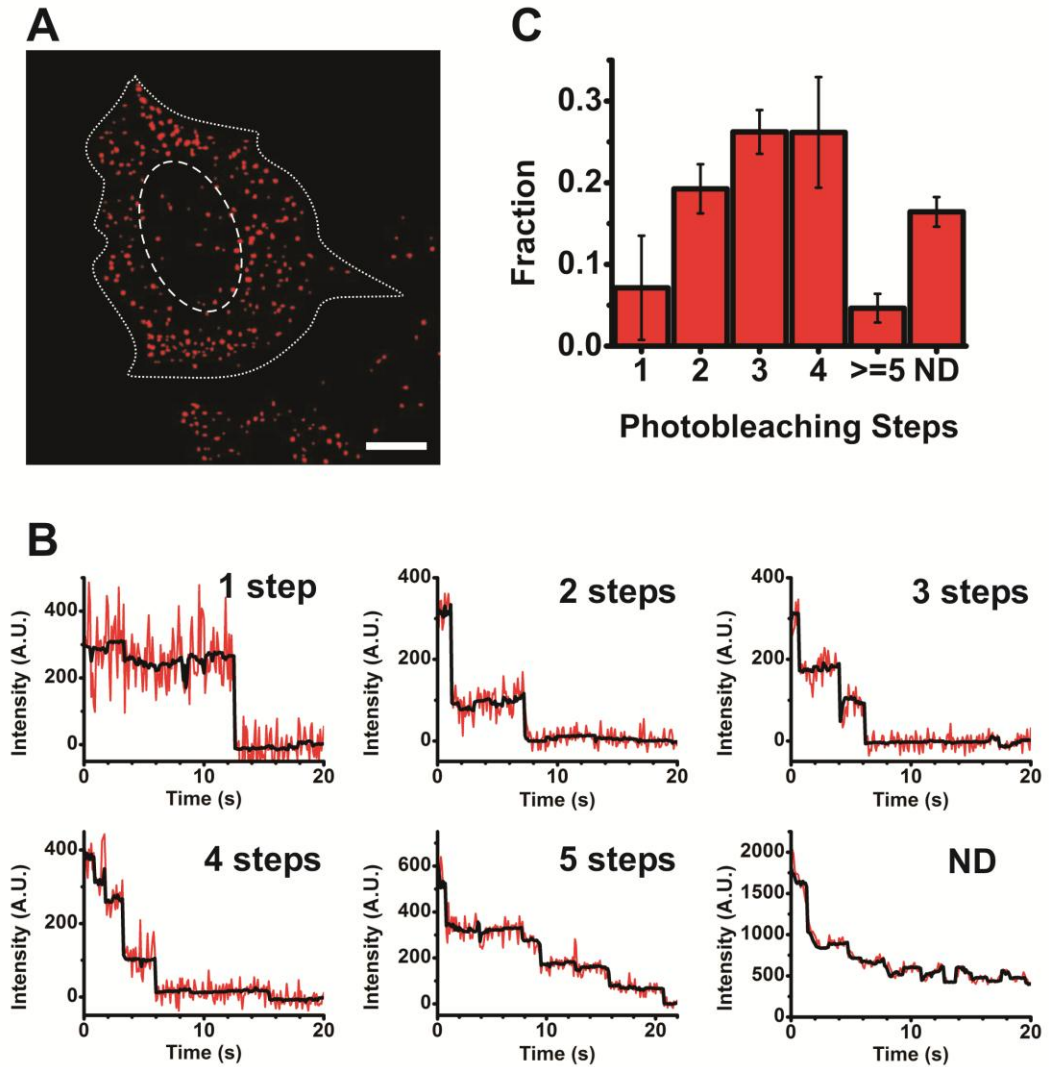 A
C
Fraction
0.3
0.2
0.1
0.0
1 2 3 4 >=5 ND
Photobleaching Steps
B
1 step
Intensity (A.U.)
400
200
0
0 10 20
Time (s)
2 steps
Intensity (A.U.)
400
200
0
0 10 20
Time (s)
3 steps
Intensity (A.U.)
400
200
0
0 10 20
Time (s)
4 steps
Intensity (A.U.)
400
200
0
0 10 20
Time (s)
5 steps
Intensity (A.U.)
600
400
200
0
0 10 20
Time (s)
ND
Intensity (A.U.)
2000
1500
1000
500
0
0 10 20
Time (s)